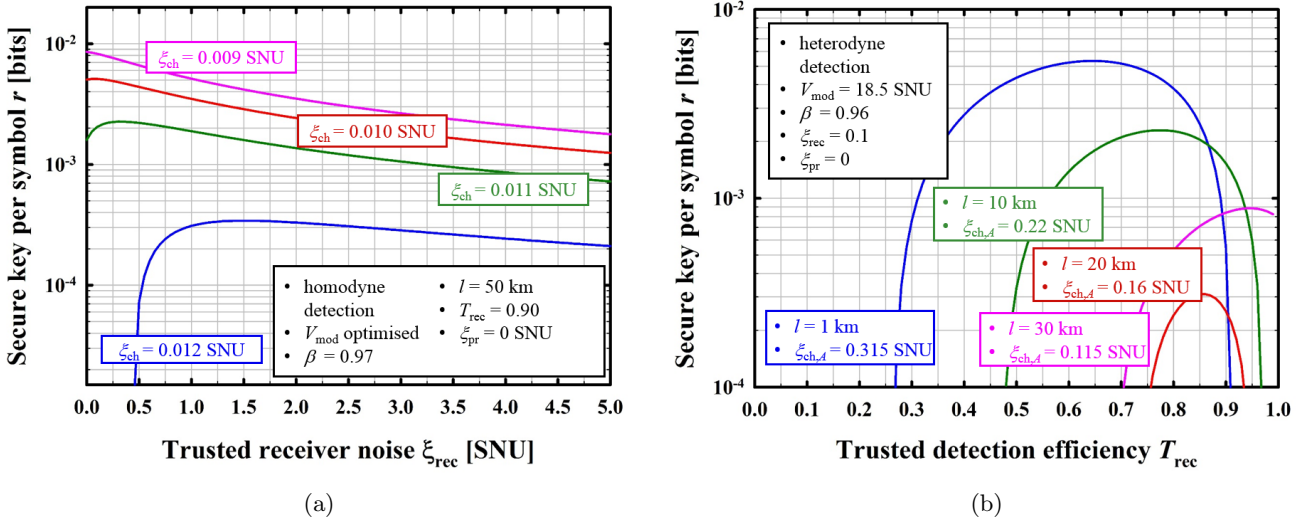 Secure key per symbol r [bits]
10⁻²
10⁻³
10⁻⁴
ξch = 0.009 SNU
ξch = 0.010 SNU
ξch = 0.011 SNU
ξch = 0.012 SNU
• homodyne
detection
• Vmod optimised
• β = 0.97
• l = 50 km
• Trec = 0.90
• ξpr = 0 SNU
0.0 0.5 1.0 1.5 2.0 2.5 3.0 3.5 4.0 4.5 5.0
Trusted receiver noise ξrec [SNU]
(a)
Secure key per symbol r [bits]
10⁻²
10⁻³
10⁻⁴
• heterodyne
detection
• Vmod = 18.5 SNU
• β = 0.96
• ξrec = 0.1
• ξpr = 0
• l = 10 km
• ξch,A = 0.22 SNU
• l = 20 km
• ξch,A = 0.16 SNU
• l = 1 km
• ξch,A = 0.315 SNU
• l = 30 km
• ξch,A = 0.115 SNU
0.0 0.1 0.2 0.3 0.4 0.5 0.6 0.7 0.8 0.9 1.0
Trusted detection efficiency Trec
(b)